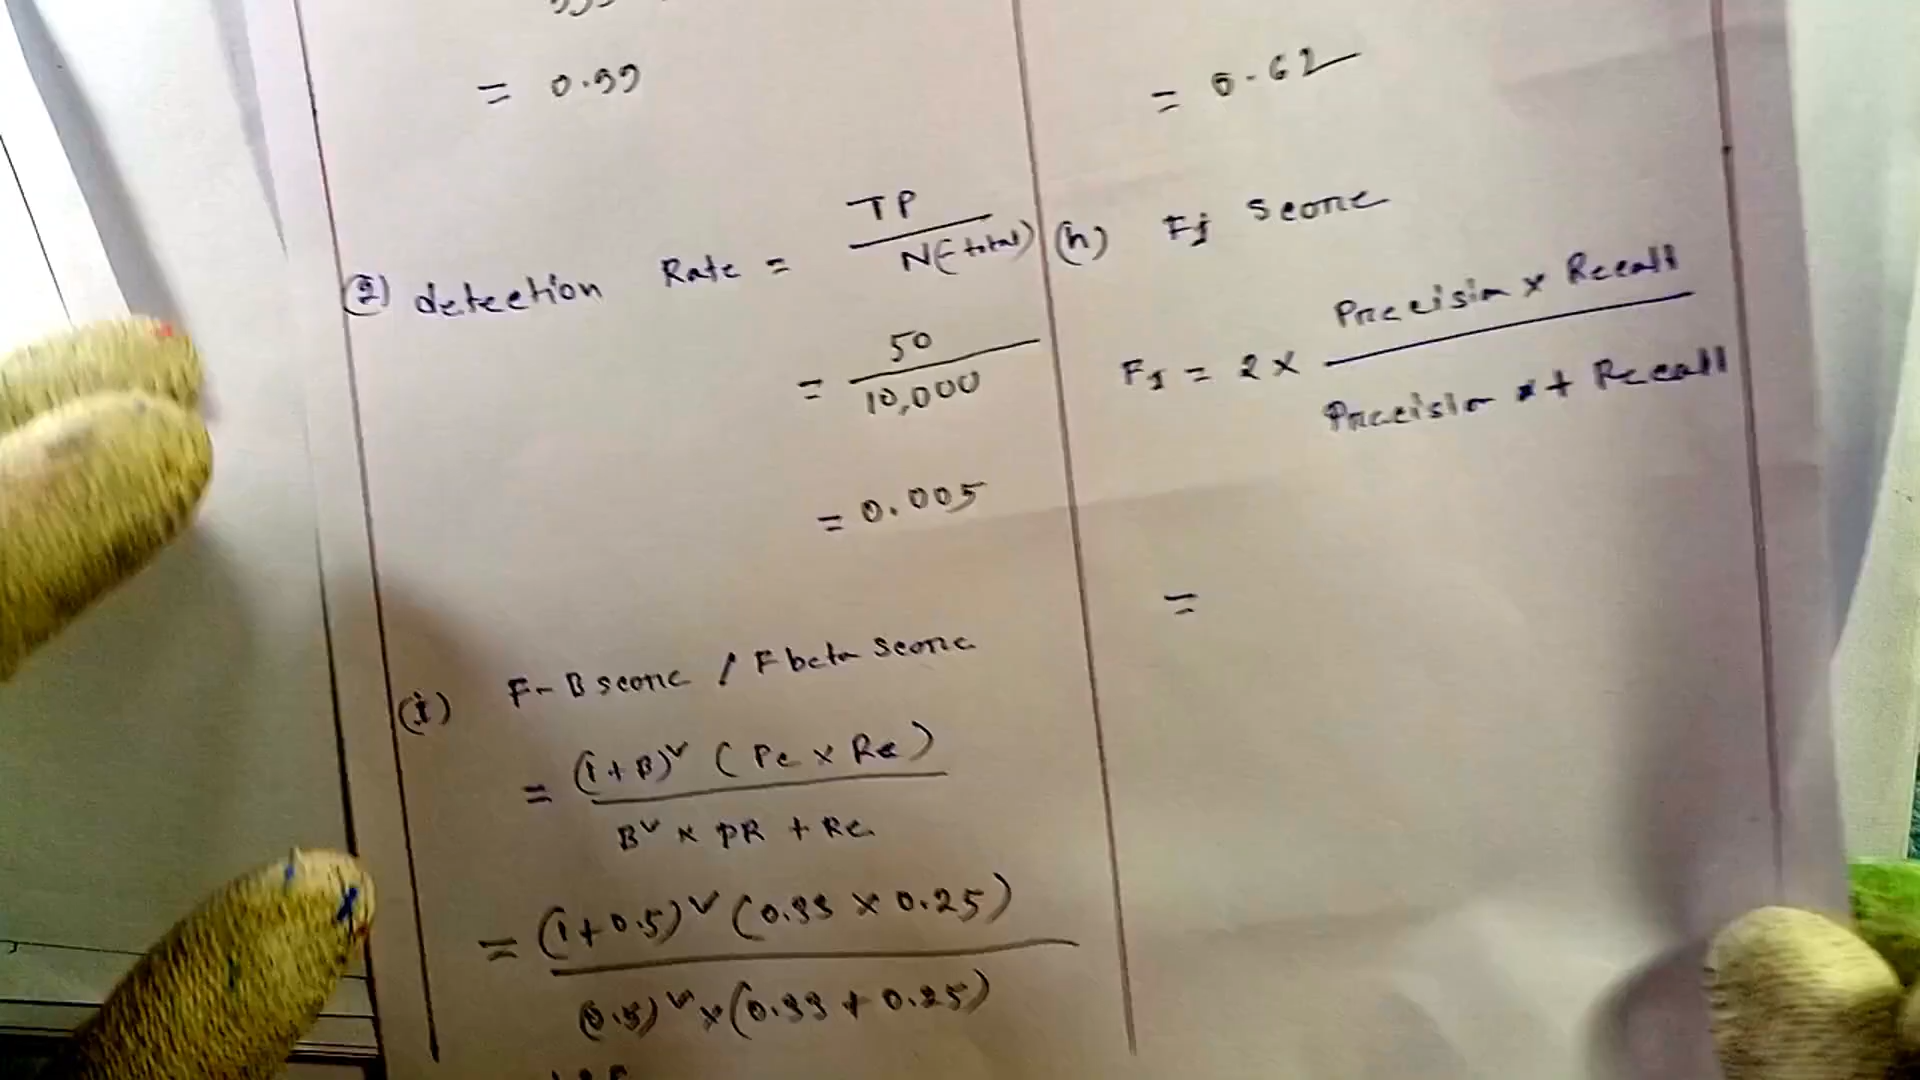 = 0.99
= 0.62
(g) detection Rate = TP / N(total)
= 50 / 10,000
= 0.005
(h) F1 Score
F1 = 2 × Precision × Recall / Precision + Recall
=
(i) F-B score / F beta score
= (1+B)² (Pc × Re) / B² × PR + Re
= (1+0.5)² (0.33 × 0.25) / (0.5)² × (0.33 + 0.25)